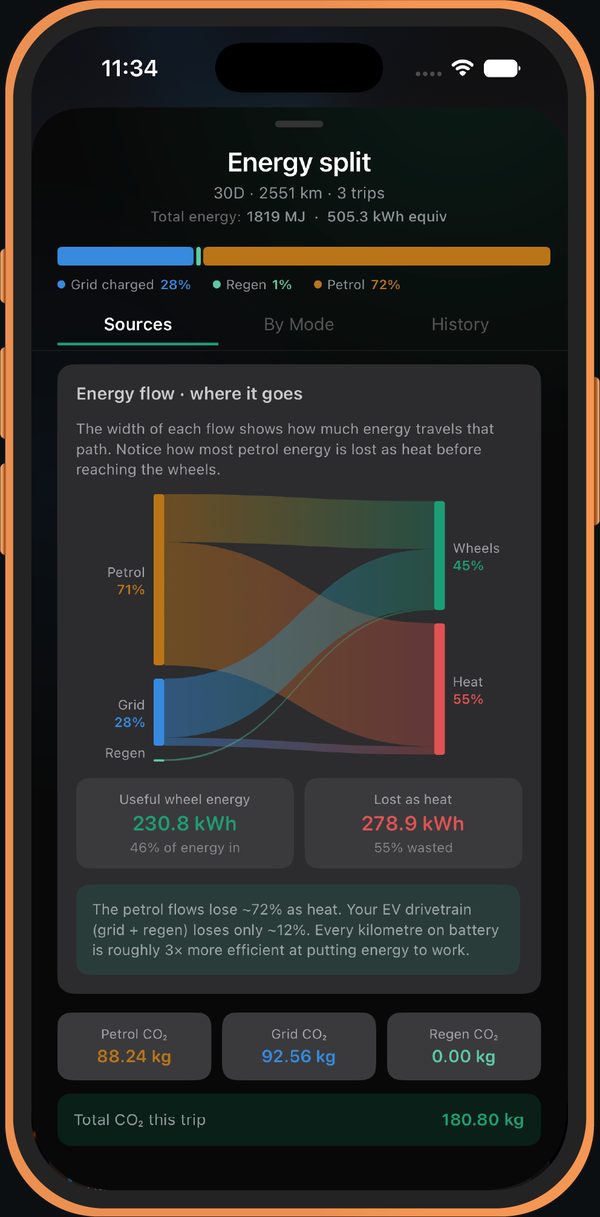 11:34
Energy split
30D · 2551 km · 3 trips
Total energy: 1819 MJ · 505.3 kWh equiv
Grid charged 28% Regen 1% Petrol 72%
Sources By Mode History
Energy flow · where it goes
The width of each flow shows how much energy travels that
path. Notice how most petrol energy is lost as heat before
reaching the wheels.
Wheels
45%
Petrol
71%
Heat
55%
Grid
28%
Regen
Useful wheel energy
230.8 kWh
46% of energy in
Lost as heat
278.9 kWh
55% wasted
The petrol flows lose ~72% as heat. Your EV drivetrain
(grid + regen) loses only ~12%. Every kilometre on battery
is roughly 3× more efficient at putting energy to work.
Petrol CO₂
88.24 kg
Grid CO₂
92.56 kg
Regen CO₂
0.00 kg
Total CO₂ this trip 180.80 kg